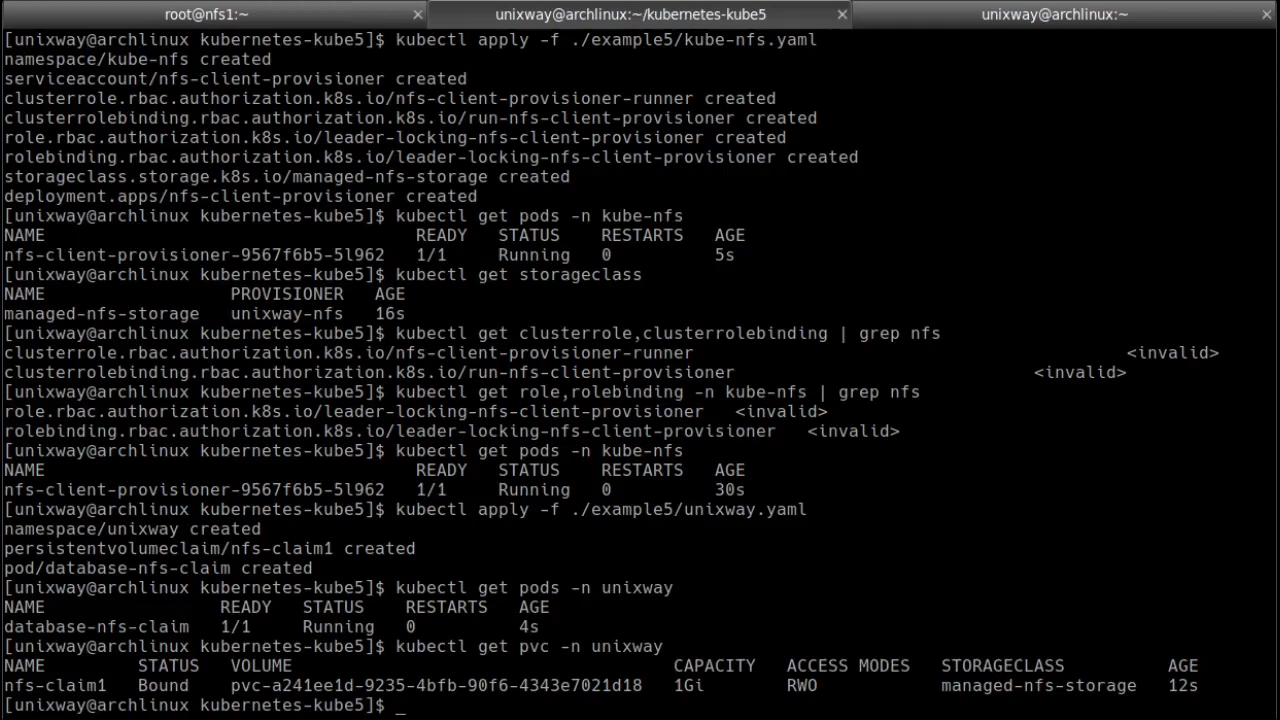 root@nfs1:~ × unixway@archlinux:~/kubernetes-kube5 × unixway@archlinux:~ ×
[unixway@archlinux kubernetes-kube5]$ kubectl apply -f ./example5/kube-nfs.yaml
namespace/kube-nfs created
serviceaccount/nfs-client-provisioner created
clusterrole.rbac.authorization.k8s.io/nfs-client-provisioner-runner created
clusterrolebinding.rbac.authorization.k8s.io/run-nfs-client-provisioner created
role.rbac.authorization.k8s.io/leader-locking-nfs-client-provisioner created
rolebinding.rbac.authorization.k8s.io/leader-locking-nfs-client-provisioner created
storageclass.storage.k8s.io/managed-nfs-storage created
deployment.apps/nfs-client-provisioner created
[unixway@archlinux kubernetes-kube5]$ kubectl get pods -n kube-nfs
NAME READY STATUS RESTARTS AGE
nfs-client-provisioner-9567f6b5-5l962 1/1 Running 0 5s
[unixway@archlinux kubernetes-kube5]$ kubectl get storageclass
NAME PROVISIONER AGE
managed-nfs-storage unixway-nfs 16s
[unixway@archlinux kubernetes-kube5]$ kubectl get clusterrole,clusterrolebinding | grep nfs
clusterrole.rbac.authorization.k8s.io/nfs-client-provisioner-runner <invalid>
clusterrolebinding.rbac.authorization.k8s.io/run-nfs-client-provisioner <invalid>
[unixway@archlinux kubernetes-kube5]$ kubectl get role,rolebinding -n kube-nfs | grep nfs
role.rbac.authorization.k8s.io/leader-locking-nfs-client-provisioner <invalid>
rolebinding.rbac.authorization.k8s.io/leader-locking-nfs-client-provisioner <invalid>
[unixway@archlinux kubernetes-kube5]$ kubectl get pods -n kube-nfs
NAME READY STATUS RESTARTS AGE
nfs-client-provisioner-9567f6b5-5l962 1/1 Running 0 30s
[unixway@archlinux kubernetes-kube5]$ kubectl apply -f ./example5/unixway.yaml
namespace/unixway created
persistentvolumeclaim/nfs-claim1 created
pod/database-nfs-claim created
[unixway@archlinux kubernetes-kube5]$ kubectl get pods -n unixway
NAME READY STATUS RESTARTS AGE
database-nfs-claim 1/1 Running 0 4s
[unixway@archlinux kubernetes-kube5]$ kubectl get pvc -n unixway
NAME STATUS VOLUME CAPACITY ACCESS MODES STORAGECLASS AGE
nfs-claim1 Bound pvc-a241ee1d-9235-4bfb-90f6-4343e7021d18 1Gi RWO managed-nfs-storage 12s
[unixway@archlinux kubernetes-kube5]$ _